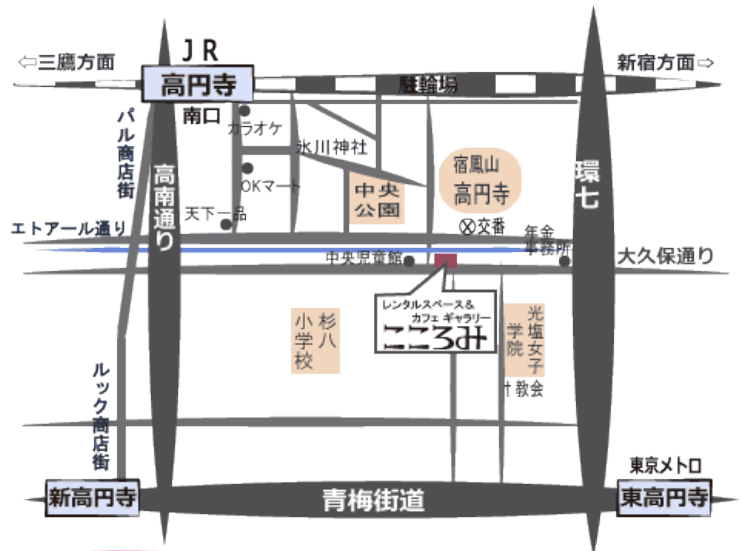 JR
⇦三鷹方面
新宿方面⇨
高円寺
駐輪場
南口
パル商店街
カラオケ
氷川神社
宿鳳山
高円寺
環七
高南通り
OKマート
中央
公園
天下一品
⊗交番
エトアール通り
年金
事務所
中央児童館
大久保通り
レンタルスペース&
カフェ ギャラリー
こころみ
杉八
小学校
光塩女子
学院
†教会
ルック商店街
東京メトロ
新高円寺
青梅街道
東高円寺